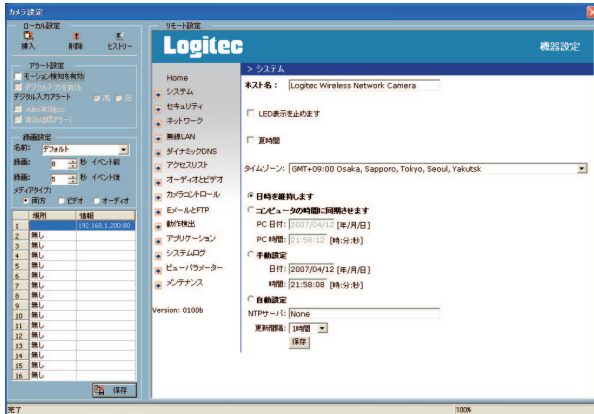 カメラ設定
ローカル設定
挿入 削除 ヒストリー
アラート設定
モーション検知を有効
デジタル入力を有効
デジタル入力アラート 高 低
録画設定
名前: デフォルト
録画: 8 秒 イベント前
録画: 5 秒 イベント後
メディアタイプ:
両方 ビデオ オーディオ
場所 情報
1 192.168.1.200:80
2 無し
3 無し
4 無し
5 無し
6 無し
7 無し
8 無し
9 無し
10 無し
11 無し
12 無し
13 無し
14 無し
15 無し
16 無し
保存
リモート設定
Logitec
機器設定
Home
システム
セキュリティ
ネットワーク
無線LAN
ダイナミックDNS
アクセスリスト
オーディオとビデオ
カメラコントロール
EメールとFTP
動作検出
アプリケーション
システムログ
ビューパラメーター
メンテナンス
Version: 0100b
> システム
ホスト名: Logitec Wireless Network Camera
LED表示を止めます
夏時間
タイムゾーン: GMT+09:00 Osaka, Sapporo, Tokyo, Seoul, Yakutsk
日時を維持します
コンピュータの時間に同期させます
PC 日付: 2007/04/12 [年/月/日]
PC 時間: 21:58:12 [時:分:秒]
手動設定
日付: 2007/04/12 [年/月/日]
時間: 21:58:08 [時:分:秒]
自動設定
NTPサーバ: None
更新間隔: 1時間
保存
完了
100%